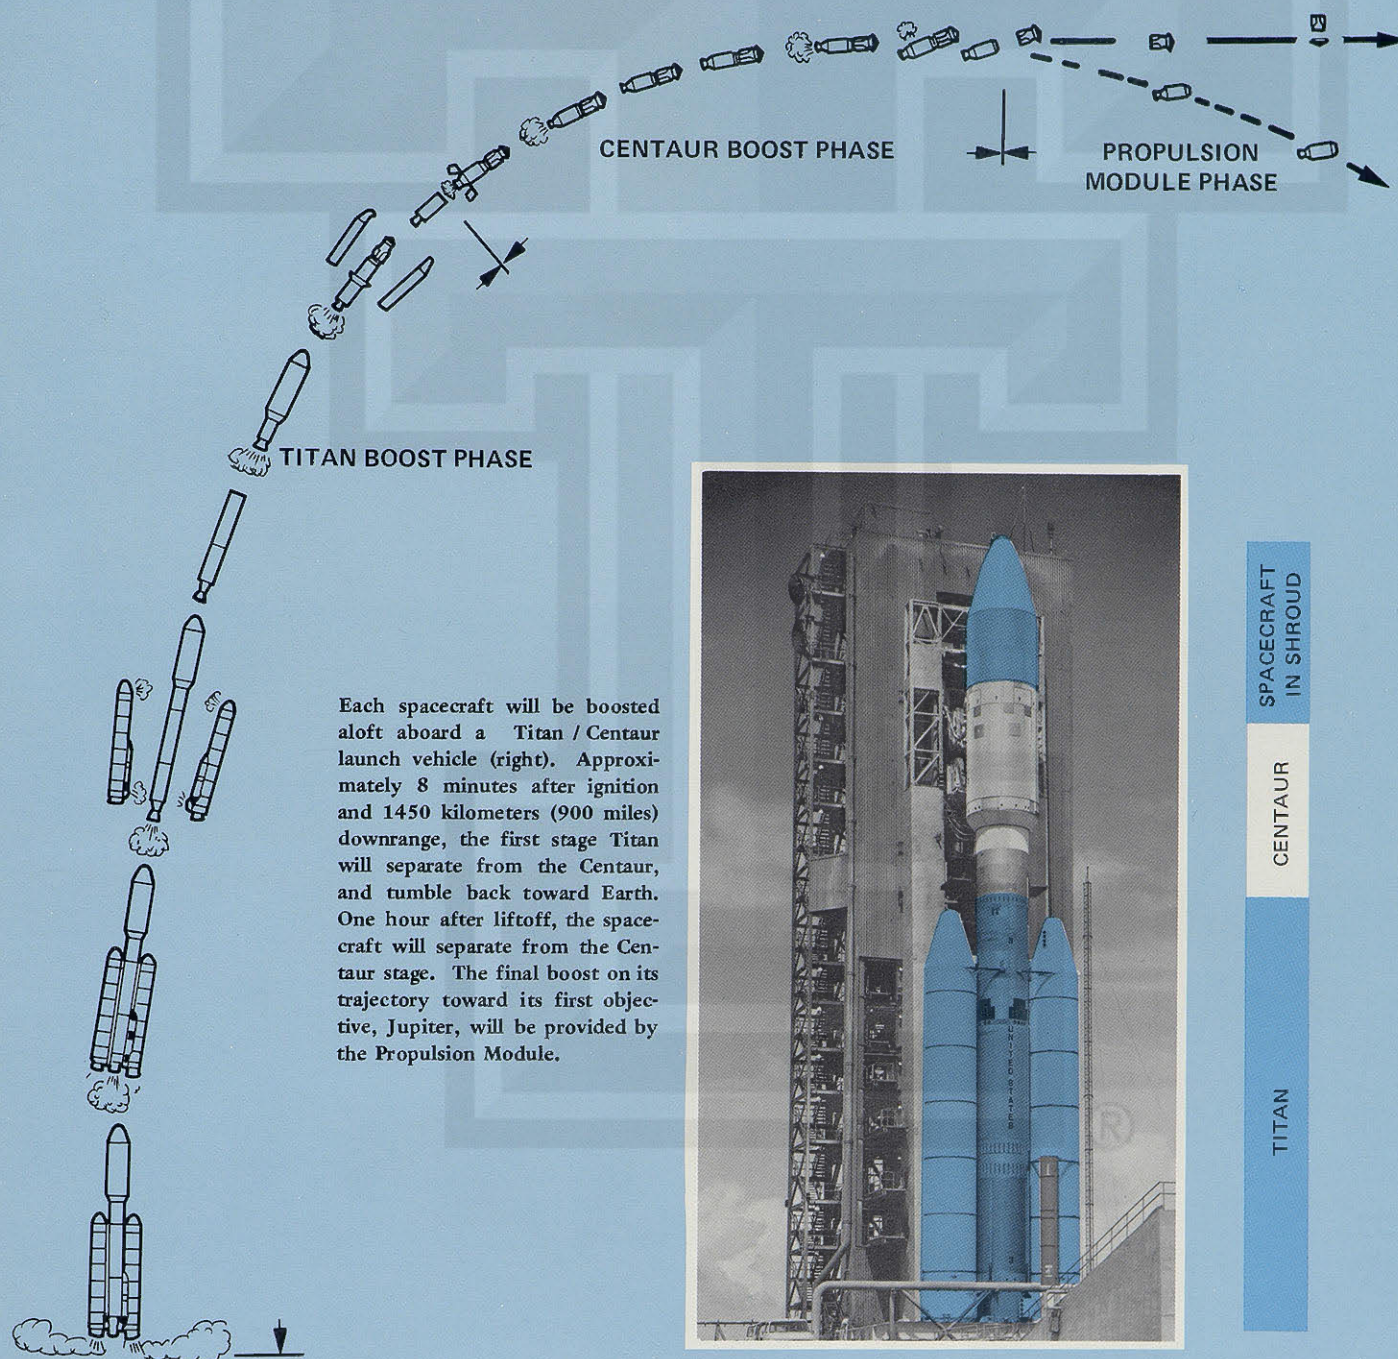 CENTAUR BOOST PHASE
PROPULSION
MODULE PHASE
TITAN BOOST PHASE
Each spacecraft will be boosted
aloft aboard a Titan / Centaur
launch vehicle (right). Approxi-
mately 8 minutes after ignition
and 1450 kilometers (900 miles)
downrange, the first stage Titan
will separate from the Centaur,
and tumble back toward Earth.
One hour after liftoff, the space-
craft will separate from the Cen-
taur stage. The final boost on its
trajectory toward its first objec-
tive, Jupiter, will be provided by
the Propulsion Module.
UNITED STATES
SPACECRAFT
IN SHROUD
CENTAUR
TITAN
®